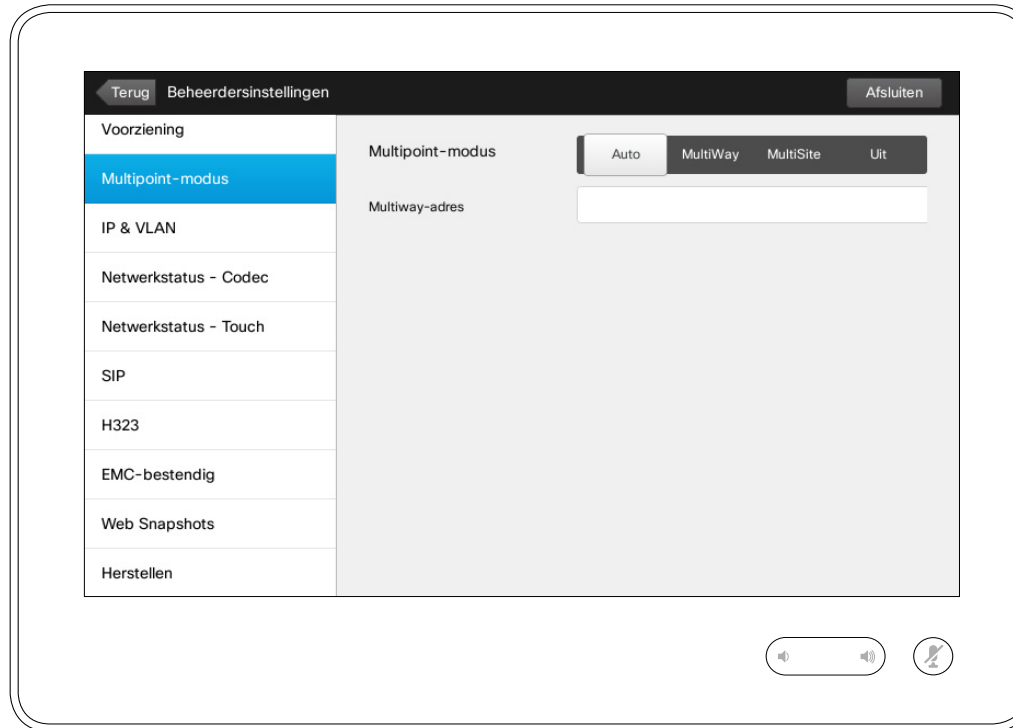 Terug Beheerdersinstellingen Afsluiten
Voorziening
Multipoint-modus
IP & VLAN
Netwerkstatus - Codec
Netwerkstatus - Touch
SIP
H323
EMC-bestendig
Web Snapshots
Herstellen
Multipoint-modus Auto MultiWay MultiSite Uit
Multiway-adres